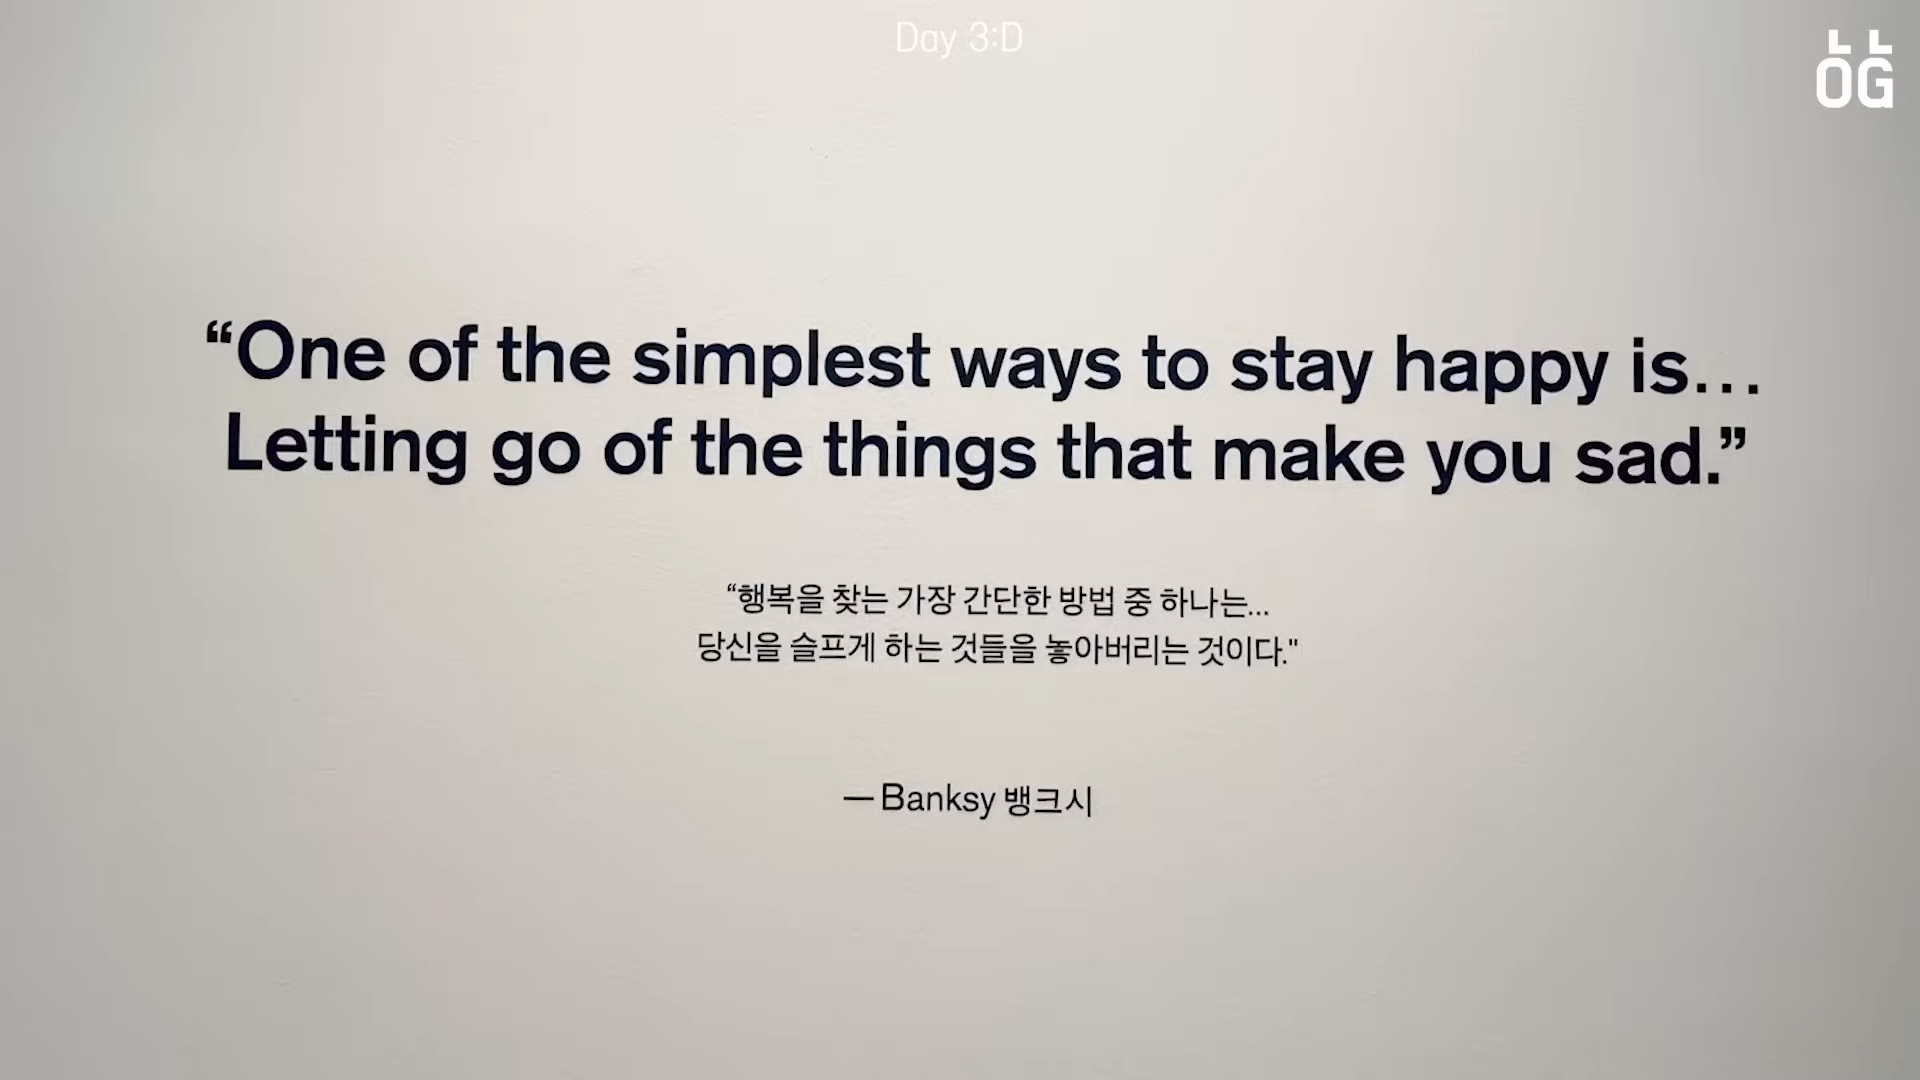 Day 3:D
LL
OG
“One of the simplest ways to stay happy is...
Letting go of the things that make you sad.”
“행복을 찾는 가장 간단한 방법 중 하나는...
당신을 슬프게 하는 것들을 놓아버리는 것이다."
— Banksy 뱅크시